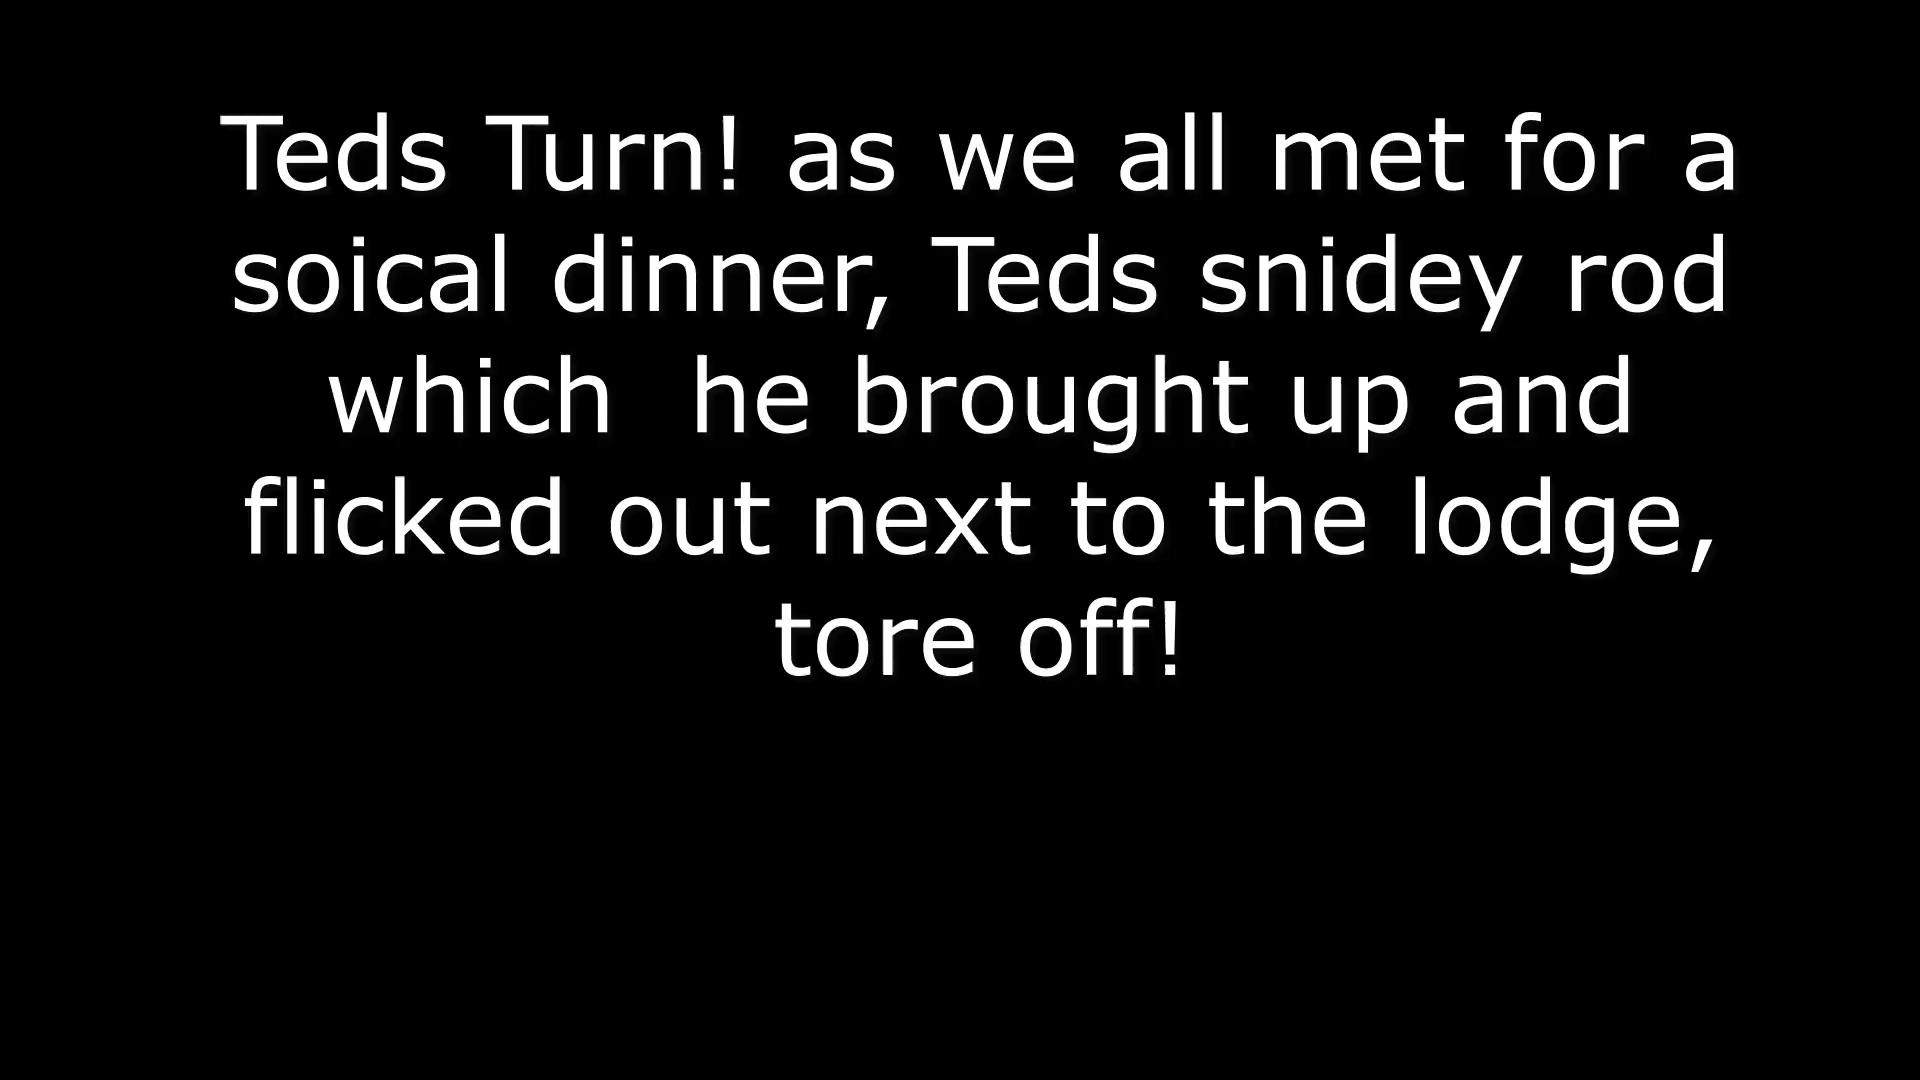 Teds Turn! as we all met for a
soical dinner, Teds snidey rod
which  he brought up and
flicked out next to the lodge,
tore off!